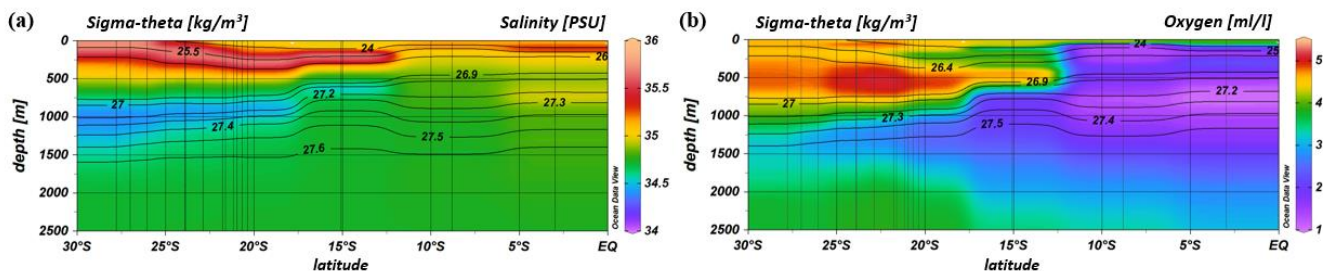 (a)
Sigma-theta [kg/m³]
Salinity [PSU]
0
500
1000
1500
2000
2500
depth [m]
25.5
24
26
26.9
27
27.2
27.3
27.4
27.5
27.6
36
35.5
35
34.5
34
Ocean Data View
30°S
20°S
15°S
10°S
5°S
EQ
latitude
(b)
Sigma-theta [kg/m³]
Oxygen [ml/l]
0
500
1000
1500
2000
2500
depth [m]
24
25
26.4
26.9
27
27.2
27.3
27.4
27.5
5
4
3
2
1
Ocean Data View
30°S
20°S
15°S
10°S
5°S
EQ
latitude